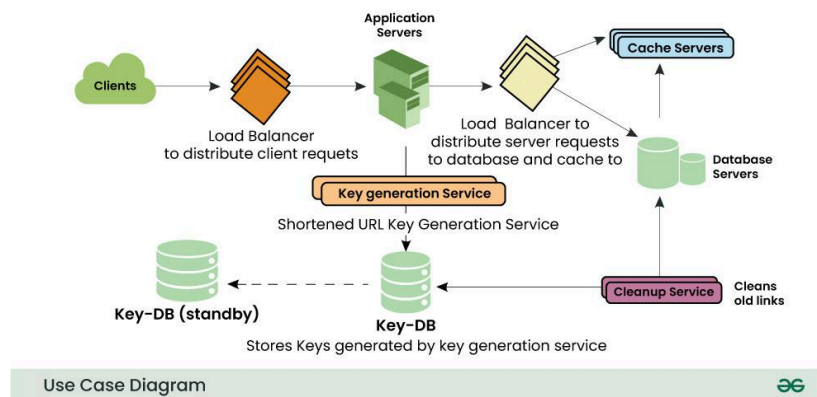 Application
Servers
Clients
Cache Servers
Load Balancer
to distribute client requets
Load Balancer to
distribute server requests
to database and cache to
Database
Servers
Key generation Service
Shortened URL Key Generation Service
Cleanup Service
Cleans
old links
Key-DB (standby)
Key-DB
Stores Keys generated by key generation service
Use Case Diagram